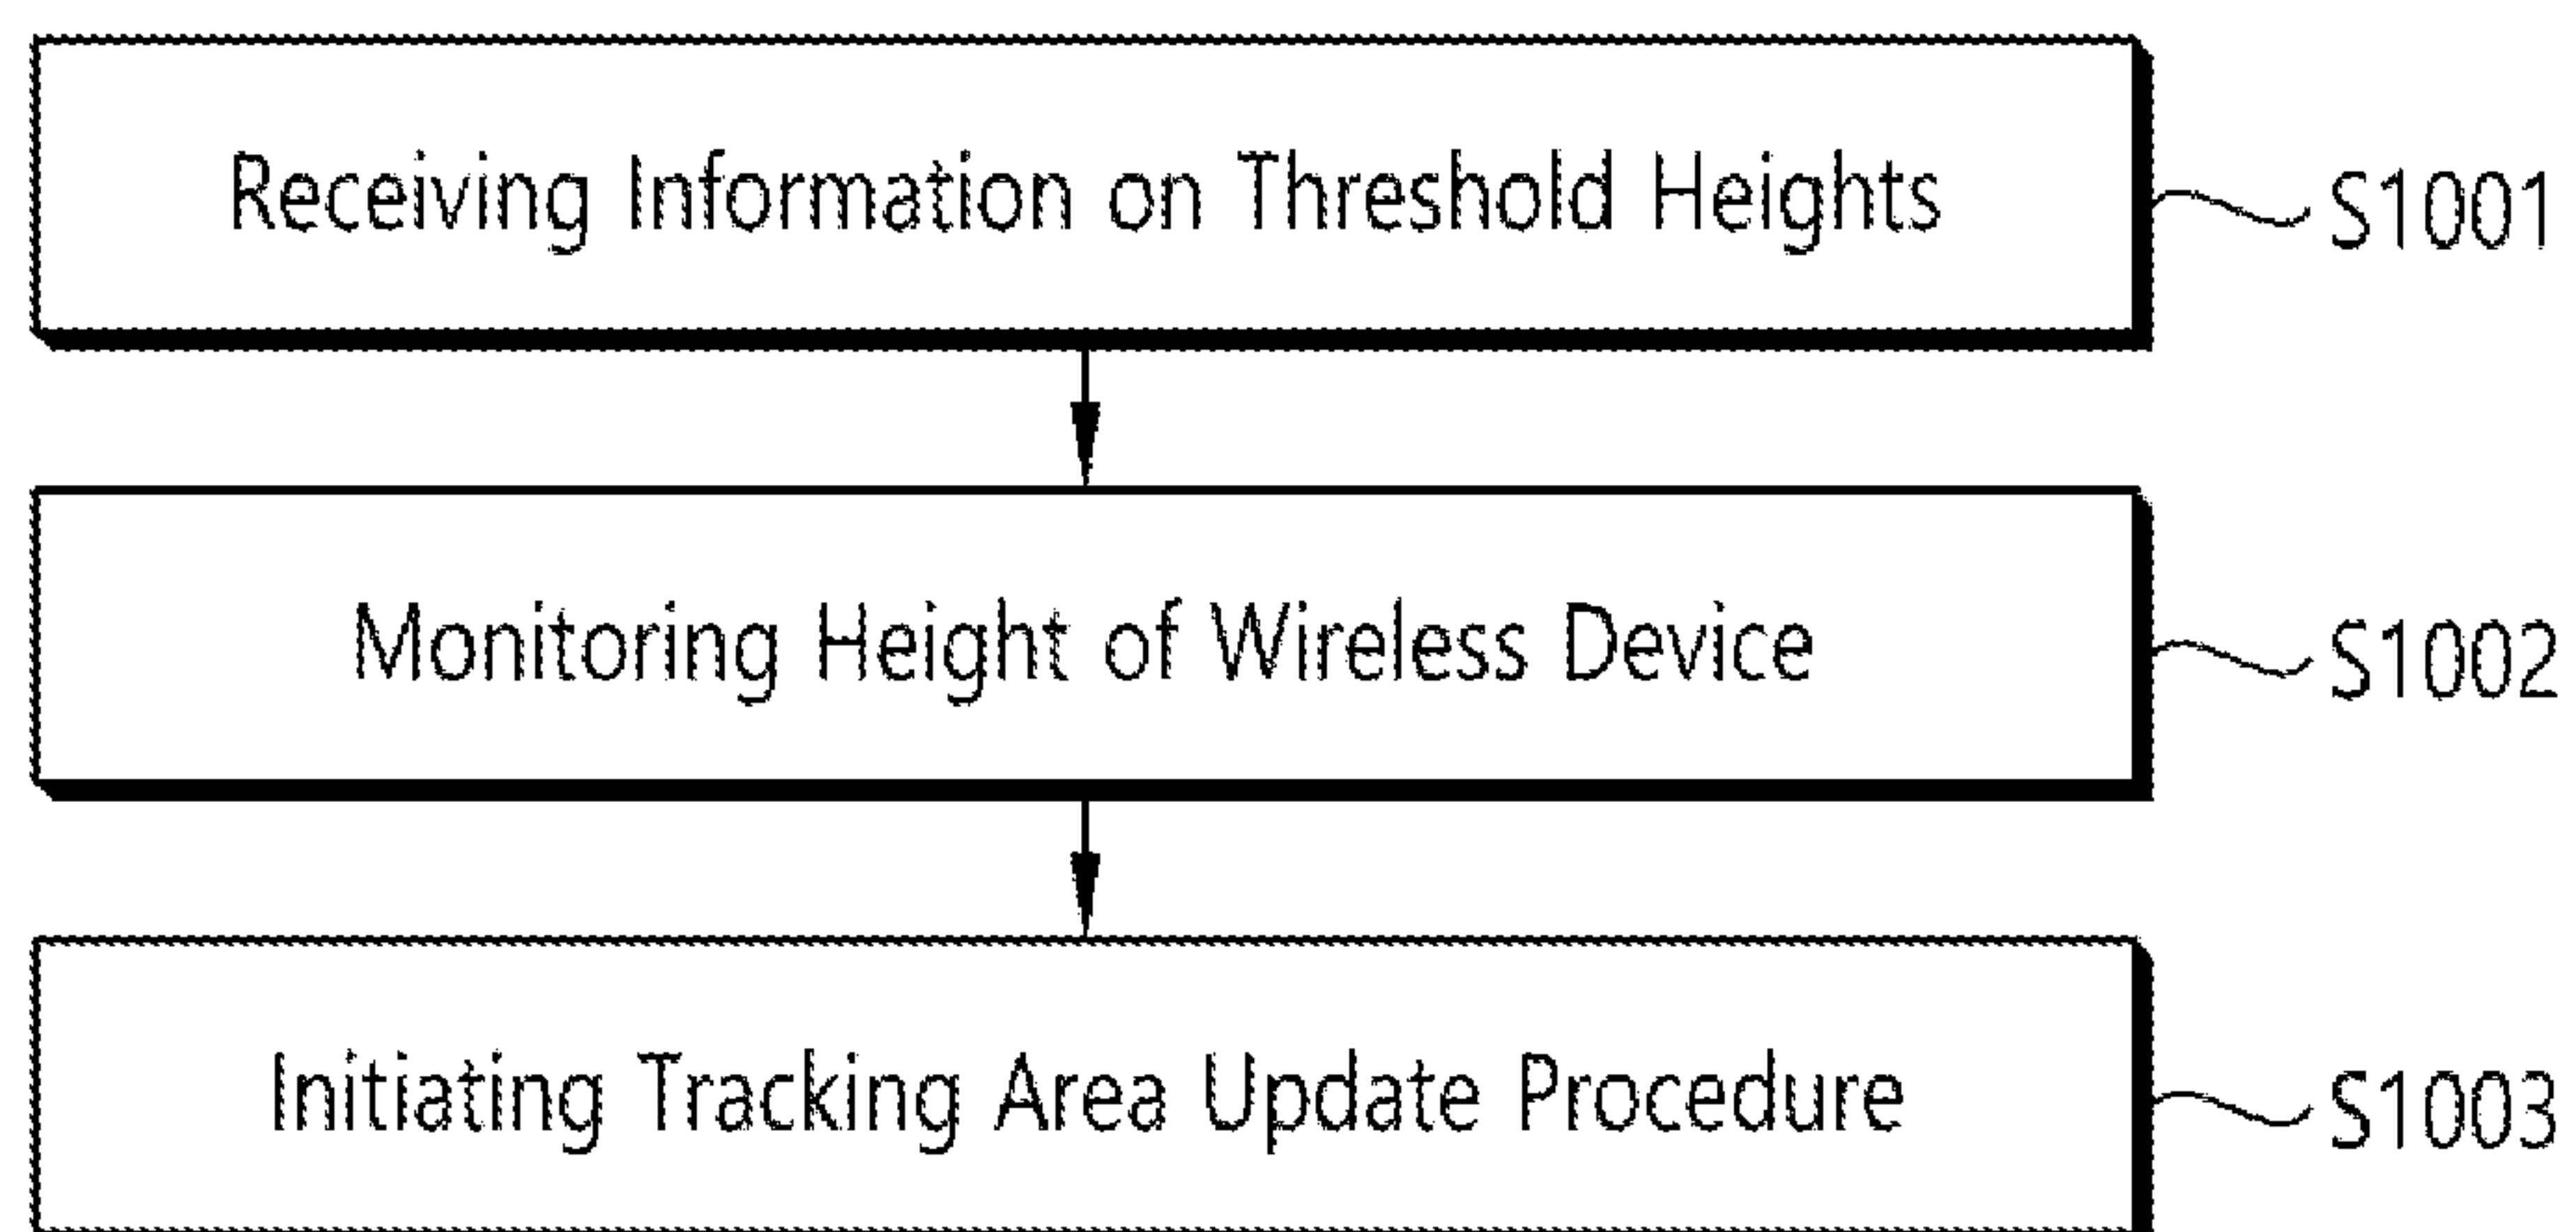 Receiving Information on Threshold Heights
S1001
Monitoring Height of Wireless Device
S1002
Initiating Tracking Area Update Procedure
S1003